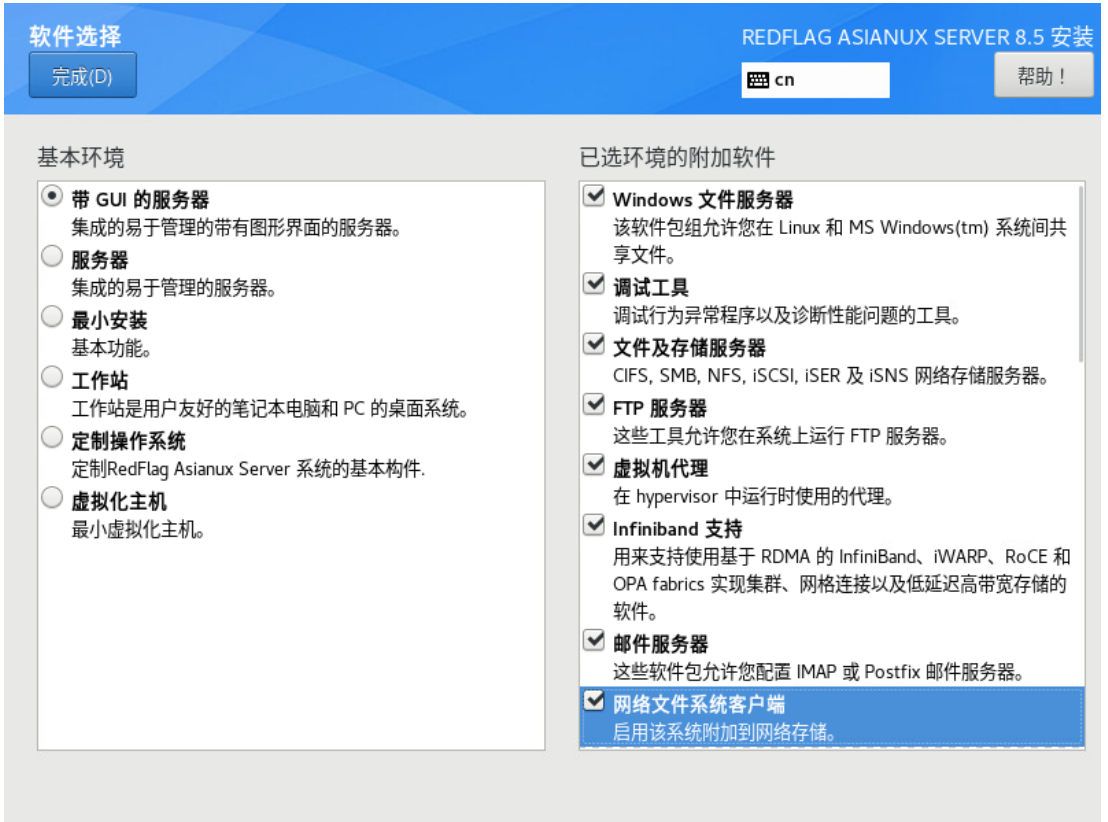 软件选择
完成(D)
REDFLAG ASIANUX SERVER 8.5 安装
cn
帮助！
基本环境
带 GUI 的服务器
集成的易于管理的带有图形界面的服务器。
服务器
集成的易于管理的服务器。
最小安装
基本功能。
工作站
工作站是用户友好的笔记本电脑和 PC 的桌面系统。
定制操作系统
定制RedFlag Asianux Server 系统的基本构件.
虚拟化主机
最小虚拟化主机。
已选环境的附加软件
Windows 文件服务器
该软件包组允许您在 Linux 和 MS Windows(tm) 系统间共
享文件。
调试工具
调试行为异常程序以及诊断性能问题的工具。
文件及存储服务器
CIFS, SMB, NFS, iSCSI, iSER 及 iSNS 网络存储服务器。
FTP 服务器
这些工具允许您在系统上运行 FTP 服务器。
虚拟机代理
在 hypervisor 中运行时使用的代理。
Infiniband 支持
用来支持使用基于 RDMA 的 InfiniBand、iWARP、RoCE 和
OPA fabrics 实现集群、网格连接以及低延迟高带宽存储的
软件。
邮件服务器
这些软件包允许您配置 IMAP 或 Postfix 邮件服务器。
网络文件系统客户端
启用该系统附加到网络存储。